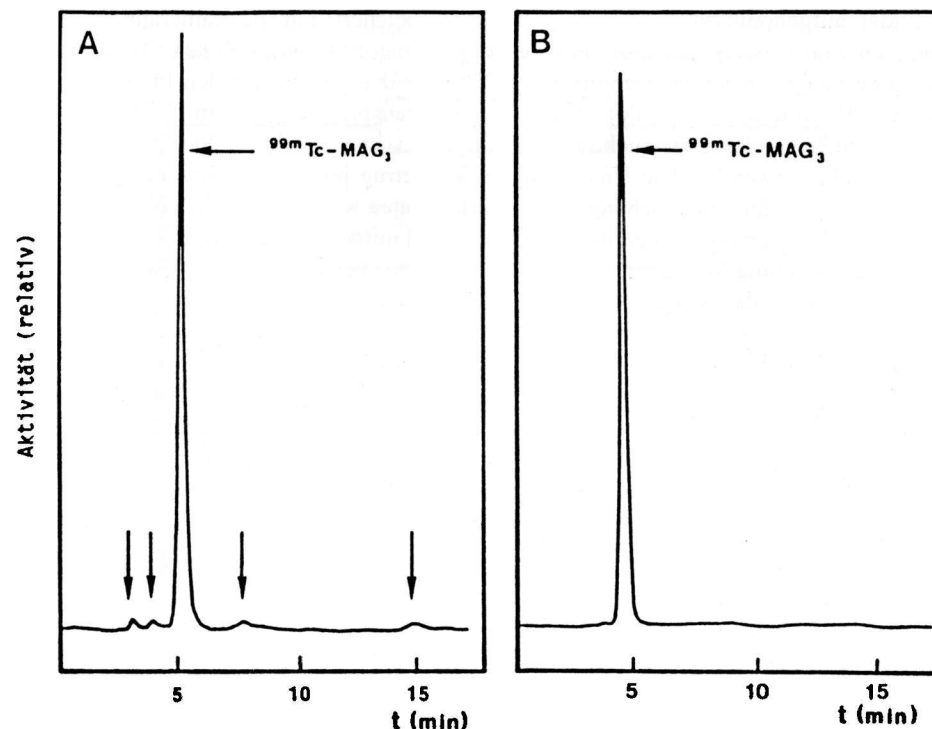 A
⁹⁹ᵐTc-MAG₃
Aktivität (relativ)
5
10
15
t (min)
B
⁹⁹ᵐTc-MAG₃
5
10
15
t (min)